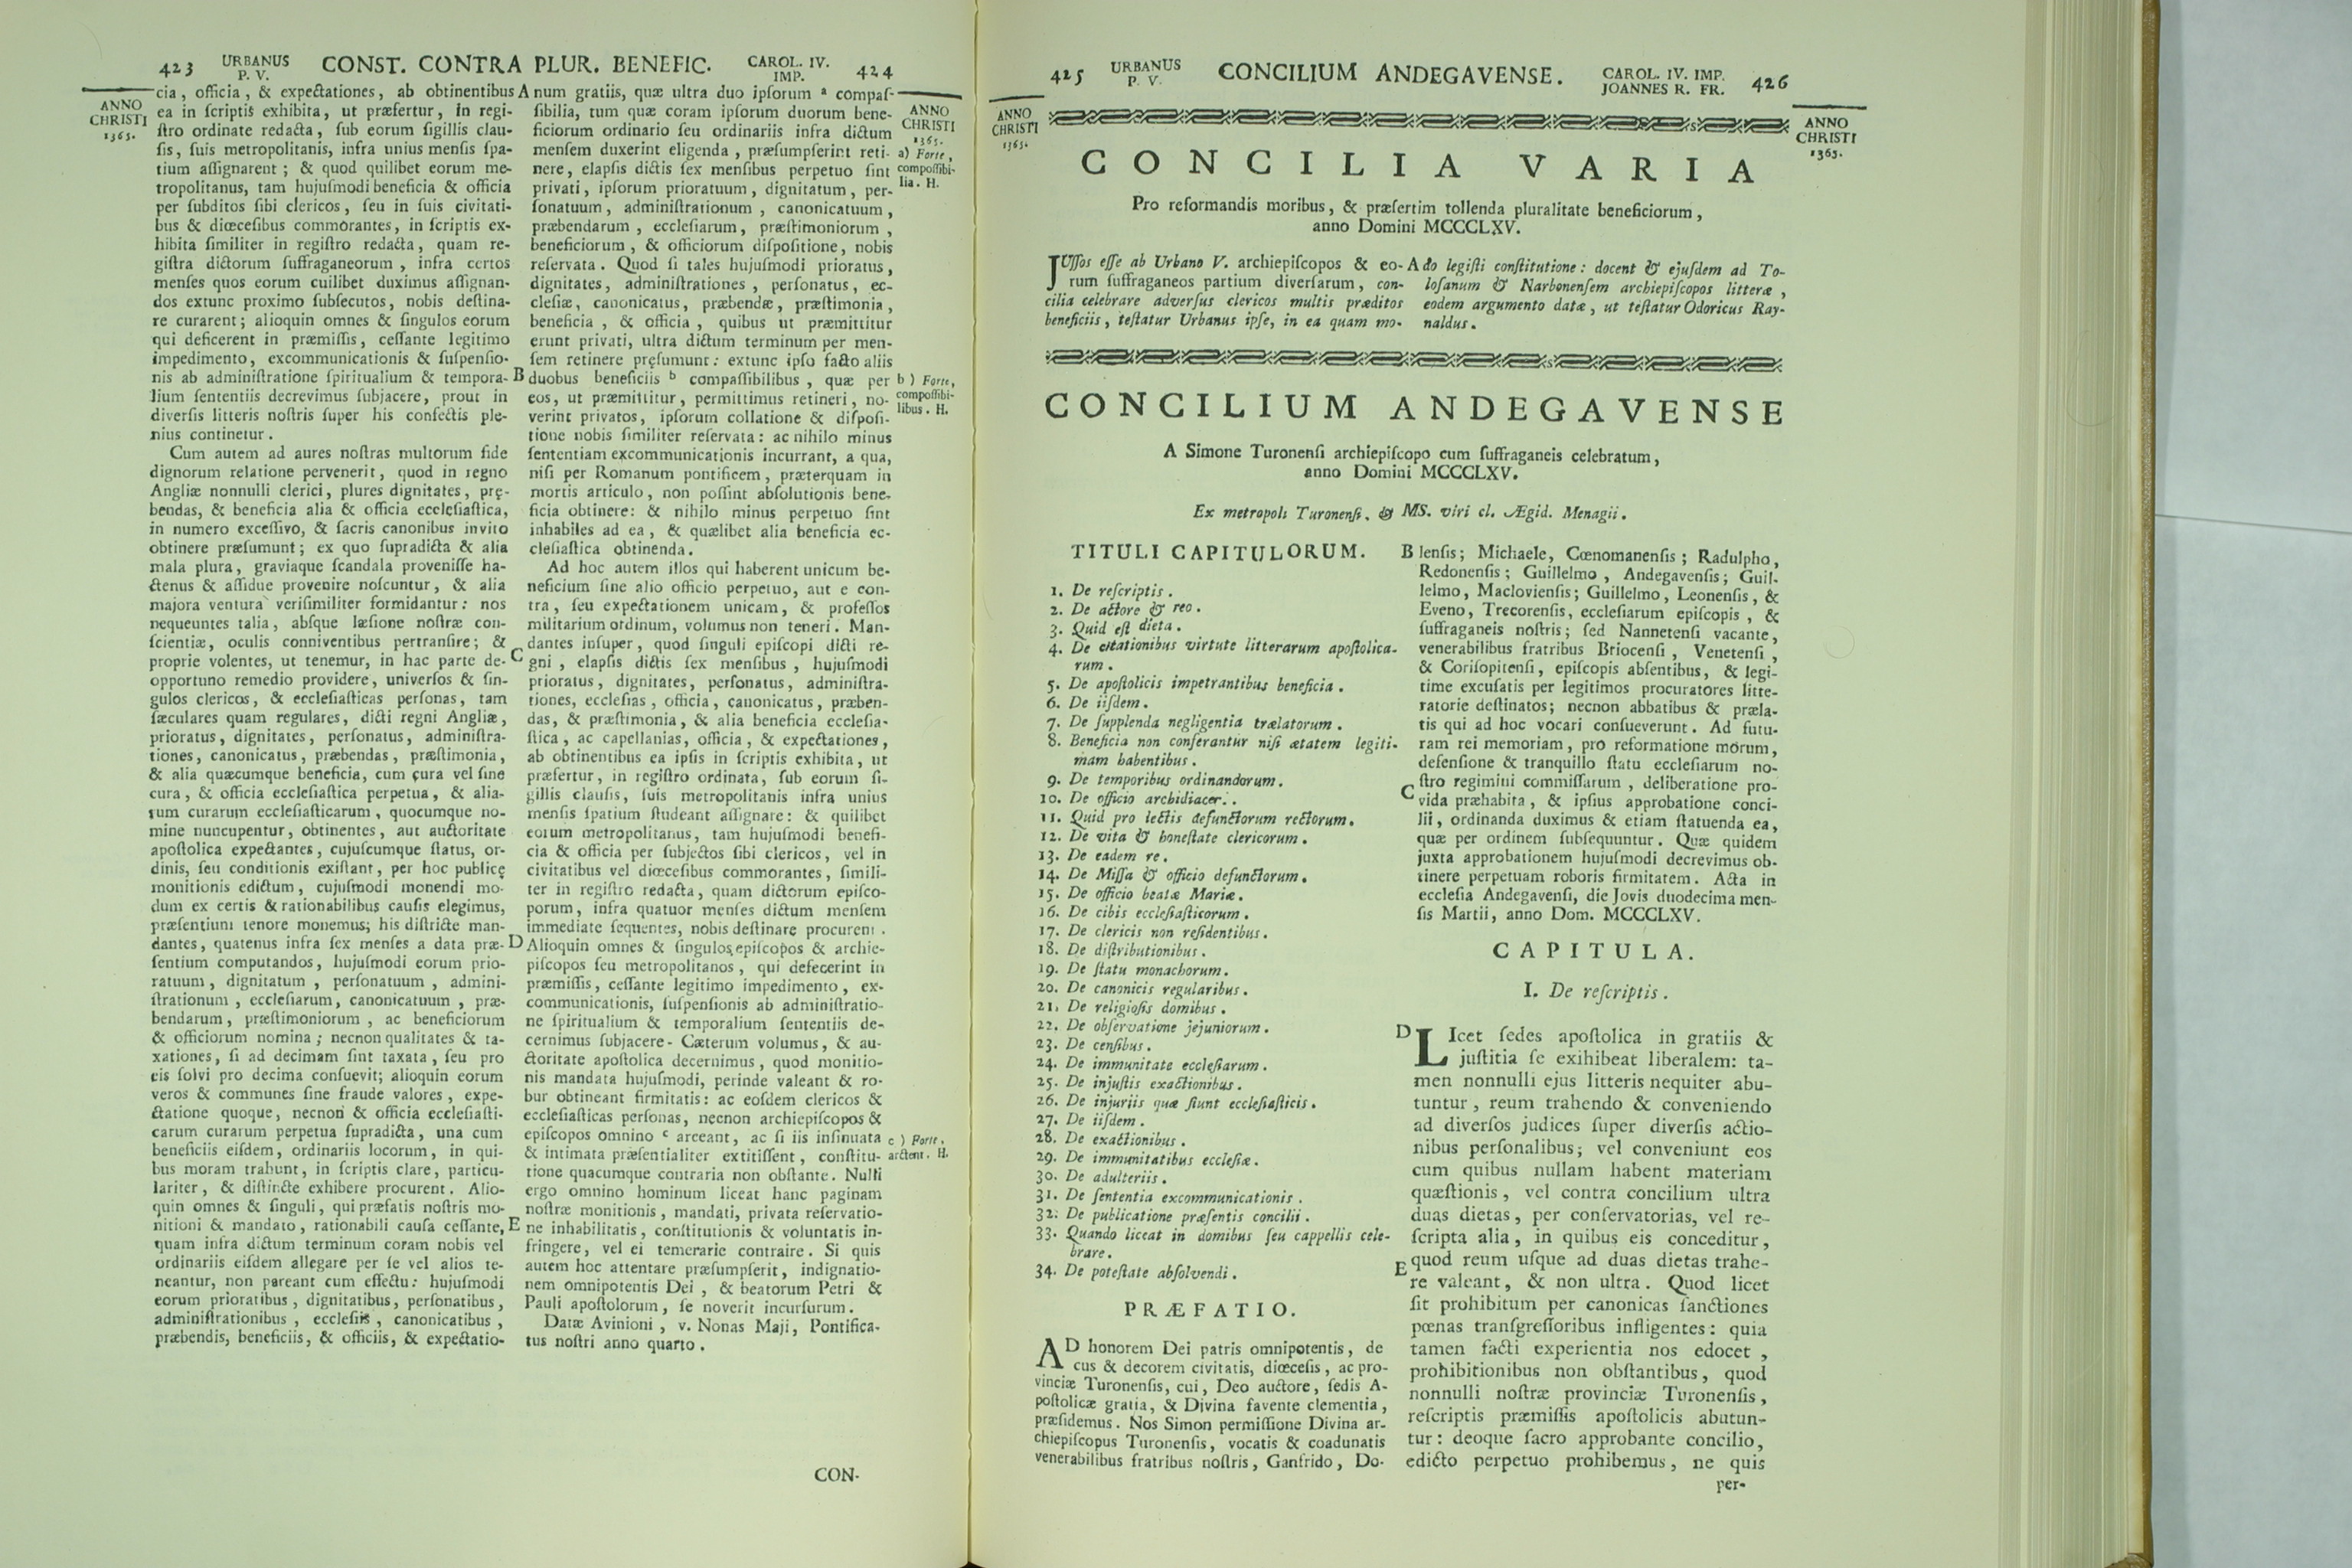 423 URBANUS P. V. CONST. CONTRA PLUR. BENEFIC. CAROL. IV. IMP. 424
ANNO
CHRISTI
1365.
cia, officia, & expectationes, ab obtinentibus
ea in ſcriptis exhibita, ut præfertur, in regi-
ſtro ordinate redacta, ſub eorum ſigillis clau-
ſis, ſuis metropolitanis, infra unius menſis ſpa-
tium aſſignarent; & quod quilibet eorum me-
tropolitanus, tam hujuſmodi beneficia & officia
per ſubditos ſibi clericos, ſeu in ſuis civitati-
bus & diœceſibus commorantes, in ſcriptis ex-
hibita ſimiliter in regiſtro redacta, quam re-
giſtra dictorum ſuffraganeorum, infra certos
menſes quos eorum cuilibet duximus aſſignan-
dos extunc proximo ſubſecutos, nobis deſtina-
re curarent; alioquin omnes & ſingulos eorum
qui deficerent in præmiſſis, ceſſante legitimo
impedimento, excommunicationis & ſuſpenſio-
nis ab adminiſtratione ſpiritualium & tempora-
lium ſententiis decrevimus ſubjacere, prout in
diverſis litteris noſtris ſuper his confectis ple-
nius continetur.
Cum autem ad aures noſtras multorum fide
dignorum relatione pervenerit, quod in regno
Angliæ nonnulli clerici, plures dignitates, prę-
bendas, & beneficia alia & officia eccleſiaſtica,
in numero exceſſivo, & ſacris canonibus invito
obtinere præſumunt; ex quo ſupradicta & alia
mala plura, graviaque ſcandala proveniſſe ha-
ctenus & aſſidue provenire noſcuntur, & alia
majora ventura veriſimiliter formidantur: nos
nequeuntes talia, abſque læſione noſtræ con-
ſcientiæ, oculis conniventibus pertranſire; &
proprie volentes, ut tenemur, in hac parte de-
opportuno remedio providere, univerſos & ſin-
gulos clericos, & eccleſiaſticas perſonas, tam
ſæculares quam regulares, dicti regni Angliæ,
prioratus, dignitates, perſonatus, adminiſtra-
tiones, canonicatus, præbendas, præſtimonia,
& alia quæcumque beneficia, cum cura vel ſine
cura, & officia eccleſiaſtica perpetua, & alia-
rum curarum eccleſiaſticarum, quocumque no-
mine nuncupentur, obtinentes, aut auctoritate
apoſtolica expectantes, cujuſcumque ſtatus, or-
dinis, ſeu conditionis exiſtant, per hoc publicę
monitionis edictum, cujuſmodi monendi mo-
dum ex certis & rationabilibus cauſis elegimus,
præſentium tenore monemus; his diſtricte man-
dantes, quatenus infra ſex menſes a data præ-
ſentium computandos, hujuſmodi eorum prio-
ratuum, dignitatum, perſonatuum, admini-
ſtrationum, eccleſiarum, canonicatuum, præ-
bendarum, præſtimoniorum, ac beneficiorum
& officiorum nomina; necnon qualitates & ta-
xationes, ſi ad decimam ſint taxata, ſeu pro
eis ſolvi pro decima conſuevit; alioquin eorum
veros & communes ſine fraude valores, expe-
ctatione quoque, necnon & officia eccleſiaſti-
carum curarum perpetua ſupradicta, una cum
beneficiis eiſdem, ordinariis locorum, in qui-
bus moram trahunt, in ſcriptis clare, particu-
lariter, & diſtincte exhibere procurent. Alio-
quin omnes & ſinguli, qui præfatis noſtris mo-
nitioni & mandato, rationabili cauſa ceſſante,
quam infra dictum terminum coram nobis vel
ordinariis eiſdem allegare per ſe vel alios te-
neantur, non pareant cum effectu: hujuſmodi
eorum prioratibus, dignitatibus, perſonatibus,
adminiſtrationibus, eccleſiis, canonicatibus,
præbendis, beneficiis, & officiis, & expectatio-
A
B
C
D
E
num gratiis, quæ ultra duo ipſorum a compaſ-
ſibilia, tum quæ coram ipſorum duorum bene-
ficiorum ordinario ſeu ordinariis infra dictum
menſem duxerint eligenda, præſumpſerint reti-
nere, elapſis dictis ſex menſibus perpetuo ſint
privati, ipſorum prioratuum, dignitatum, per-
ſonatuum, adminiſtrationum, canonicatuum,
præbendarum, eccleſiarum, præſtimoniorum,
beneficiorum, & officiorum diſpoſitione, nobis
reſervata. Quod ſi tales hujuſmodi prioratus,
dignitates, adminiſtrationes, perſonatus, ec-
cleſiæ, canonicatus, præbendæ, præſtimonia,
beneficia, & officia, quibus ut præmittitur
erunt privati, ultra dictum terminum per men-
ſem retinere pręſumunt: extunc ipſo facto aliis
duobus beneficiis b compaſſibilibus, quæ per
eos, ut præmittitur, permittimus retineri, no-
verint privatos, ipſorum collatione & diſpoſi-
tione nobis ſimiliter reſervata: ac nihilo minus
ſententiam excommunicationis incurrant, a qua,
niſi per Romanum pontificem, præterquam in
mortis articulo, non poſſint abſolutionis bene-
ficia obtinere: & nihilo minus perpetuo ſint
inhabiles ad ea, & quælibet alia beneficia ec-
cleſiaſtica obtinenda.
Ad hoc autem illos qui haberent unicum be-
neficium ſine alio officio perpetuo, aut e con-
tra, ſeu expectationem unicam, & profeſſos
militarium ordinum, volumus non teneri. Man-
dantes inſuper, quod ſinguli epiſcopi dicti re-
gni, elapſis dictis ſex menſibus, hujuſmodi
prioratus, dignitates, perſonatus, adminiſtra-
tiones, eccleſias, officia, canonicatus, præben-
das, & præſtimonia, & alia beneficia eccleſia-
ſtica, ac capellanias, officia, & expectationes,
ab obtinentibus ea ipſis in ſcriptis exhibita, ut
præfertur, in regiſtro ordinata, ſub eorum ſi-
gillis clauſis, ſuis metropolitanis infra unius
menſis ſpatium ſtudeant aſſignare: & quilibet
eorum metropolitanus, tam hujuſmodi benefi-
cia & officia per ſubjectos ſibi clericos, vel in
civitatibus vel diœceſibus commorantes, ſimili-
ter in regiſtro redacta, quam dictorum epiſco-
porum, infra quatuor menſes dictum menſem
immediate ſequentes, nobis deſtinare procurent.
Alioquin omnes & ſingulos epiſcopos & archie-
piſcopos ſeu metropolitanos, qui defecerint in
præmiſſis, ceſſante legitimo impedimento, ex-
communicationis, ſuſpenſionis ab adminiſtratio-
ne ſpiritualium & temporalium ſententiis de-
cernimus ſubjacere- Cæterum volumus, & au-
ctoritate apoſtolica decernimus, quod monitio-
nis mandata hujuſmodi, perinde valeant & ro-
bur obtineant firmitatis: ac eoſdem clericos &
eccleſiaſticas perſonas, necnon archiepiſcopos &
epiſcopos omnino c arceant, ac ſi iis inſinuata
& intimata præſentialiter extitiſſent, conſtitu-
tione quacumque contraria non obſtante. Nulli
ergo omnino hominum liceat hanc paginam
noſtræ monitionis, mandati, privata reſervatio-
ne inhabilitatis, conſtitutionis & voluntatis in-
fringere, vel ei temerarie contraire. Si quis
autem hoc attentare præſumpſerit, indignatio-
nem omnipotentis Dei, & beatorum Petri &
Pauli apoſtolorum, ſe noverit incurſurum.
Datæ Avinioni, v. Nonas Maji, Pontifica-
tus noſtri anno quarto.
CON-
ANNO
CHRISTI
1365.
a) Forte,
compoſſibi-
lia. H.
b) Forte,
compoſſibi-
libus. H.
c) Forte,
arctent. H.
425 URBANUS P. V. CONCILIUM ANDEGAVENSE. CAROL. IV. IMP. JOANNES R. FR. 426
ANNO
CHRISTI
1365.
ANNO
CHRISTI
1365.
CONCILIA VARIA
Pro reformandis moribus, & præſertim tollenda pluralitate beneficiorum,
anno Domini MCCCLXV.
JUſſos eſſe ab Urbano V. archiepiſcopos & eo-
rum ſuffraganeos partium diverſarum, con-
cilia celebrare adverſus clericos multis præditos
beneficiis, teſtatur Urbanus ipſe, in ea quam mo-
A
do legiſti conſtitutione: docent & ejuſdem ad To-
loſanum & Narbonenſem archiepiſcopos litteræ,
eodem argumento datæ, ut teſtatur Odoricus Ray-
naldus.
CONCILIUM ANDEGAVENSE
A Simone Turonenſi archiepiſcopo cum ſuffraganeis celebratum,
anno Domini MCCCLXV.
Ex metropoli Turonenſi, & MS. viri cl. Ægid. Menagii.
TITULI CAPITULORUM.
1. De reſcriptis.
2. De actore & reo.
3. Quid eſt dieta.
4. De citationibus virtute litterarum apoſtolica-
rum.
5. De apoſtolicis impetrantibus beneficia.
6. De iiſdem.
7. De ſupplenda negligentia trælatorum.
8. Beneficia non conferantur niſi ætatem legiti-
mam habentibus.
9. De temporibus ordinandorum.
10. De officio archidiacer..
11. Quid pro lectis defunctorum rectorum.
12. De vita & honeſtate clericorum.
13. De eadem re.
14. De Miſſa & officio defunctorum.
15. De officio beatæ Mariæ.
16. De cibis eccleſiaſticorum.
17. De clericis non reſidentibus.
18. De diſtributionibus.
19. De ſtatu monachorum.
20. De canonicis regularibus.
21. De religioſis domibus.
22. De obſervatione jejuniorum.
23. De cenſibus.
24. De immunitate eccleſiarum.
25. De injuſtis exactionibus.
26. De injuriis quæ fiunt eccleſiaſticis.
27. De iiſdem.
28. De exactionibus.
29. De immunitatibus eccleſiæ.
30. De adulteriis.
31. De ſententia excommunicationis.
32. De publicatione præſentis concilii.
33. Quando liceat in domibus ſeu cappellis cele-
brare.
34. De poteſtate abſolvendi.
PRÆFATIO.
AD honorem Dei patris omnipotentis, de
cus & decorem civitatis, diœceſis, ac pro-
vinciæ Turonenſis, cui, Deo auctore, ſedis A-
poſtolicæ gratia, & Divina favente clementia,
præſidemus. Nos Simon permiſſione Divina ar-
chiepiſcopus Turonenſis, vocatis & coadunatis
venerabilibus fratribus noſtris, Ganfrido, Do-
B
C
D
E
lenſis; Michaele, Cœnomanenſis; Radulpho,
Redonenſis; Guillelmo, Andegavenſis; Guil-
lelmo, Maclovienſis; Guillelmo, Leonenſis, &
Eveno, Trecorenſis, eccleſiarum epiſcopis, &
ſuffraganeis noſtris; ſed Nannetenſi vacante,
venerabilibus fratribus Briocenſi, Venetenſi,
& Coriſopitenſi, epiſcopis abſentibus, & legi-
time excuſatis per legitimos procuratores litte-
ratorie deſtinatos; necnon abbatibus & præla-
tis qui ad hoc vocari conſueverunt. Ad futu-
ram rei memoriam, pro reformatione morum,
defenſione & tranquillo ſtatu eccleſiarum no-
ſtro regimini commiſſarum, deliberatione pro-
vida præhabita, & ipſius approbatione conci-
lii, ordinanda duximus & etiam ſtatuenda ea,
quæ per ordinem ſubſequuntur. Quæ quidem
juxta approbationem hujuſmodi decrevimus ob-
tinere perpetuam roboris firmitatem. Acta in
eccleſia Andegavenſi, die Jovis duodecima men-
ſis Martii, anno Dom. MCCCLXV.
CAPITULA.
I. De reſcriptis.
LIcet ſedes apoſtolica in gratiis &
juſtitia ſe exihibeat liberalem: ta-
men nonnulli ejus litteris nequiter abu-
tuntur, reum trahendo & conveniendo
ad diverſos judices ſuper diverſis actio-
nibus perſonalibus; vel conveniunt eos
cum quibus nullam habent materiam
quæſtionis, vel contra concilium ultra
duas dietas, per conſervatorias, vel re-
ſcripta alia, in quibus eis conceditur,
quod reum uſque ad duas dietas trahe-
re valeant, & non ultra. Quod licet
ſit prohibitum per canonicas ſanctiones
pœnas tranſgreſſoribus infligentes: quia
tamen facti experientia nos edocet,
prohibitionibus non obſtantibus, quod
nonnulli noſtræ provinciæ Turonenſis,
reſcriptis præmiſſis apoſtolicis abutun-
tur: deoque ſacro approbante concilio,
edicto perpetuo prohibemus, ne quis
per-